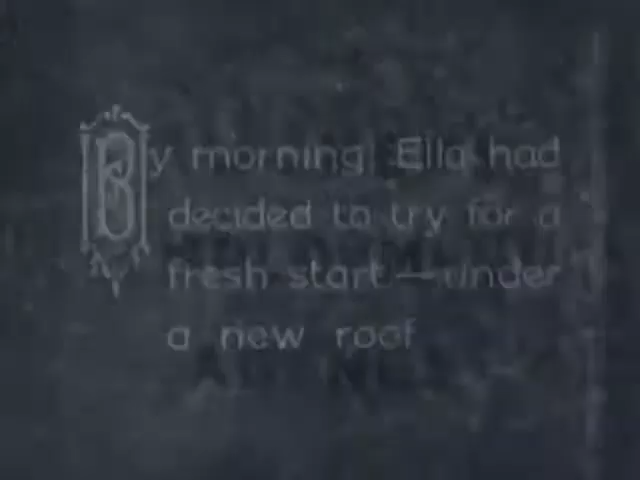 By morning Ella had
decided to try for a
fresh start — under
a new roof